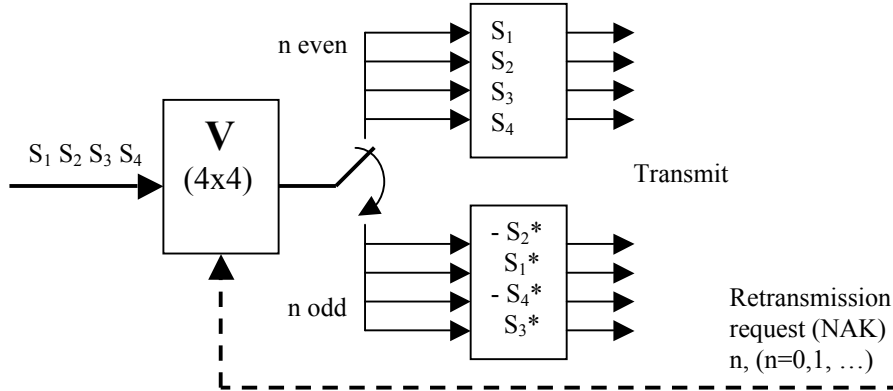 n even
S₁
S₂
S₃
S₄
S₁ S₂ S₃ S₄
V
(4x4)
Transmit
n odd
- S₂*
S₁*
- S₄*
S₃*
Retransmission
request (NAK)
n, (n=0,1, …)